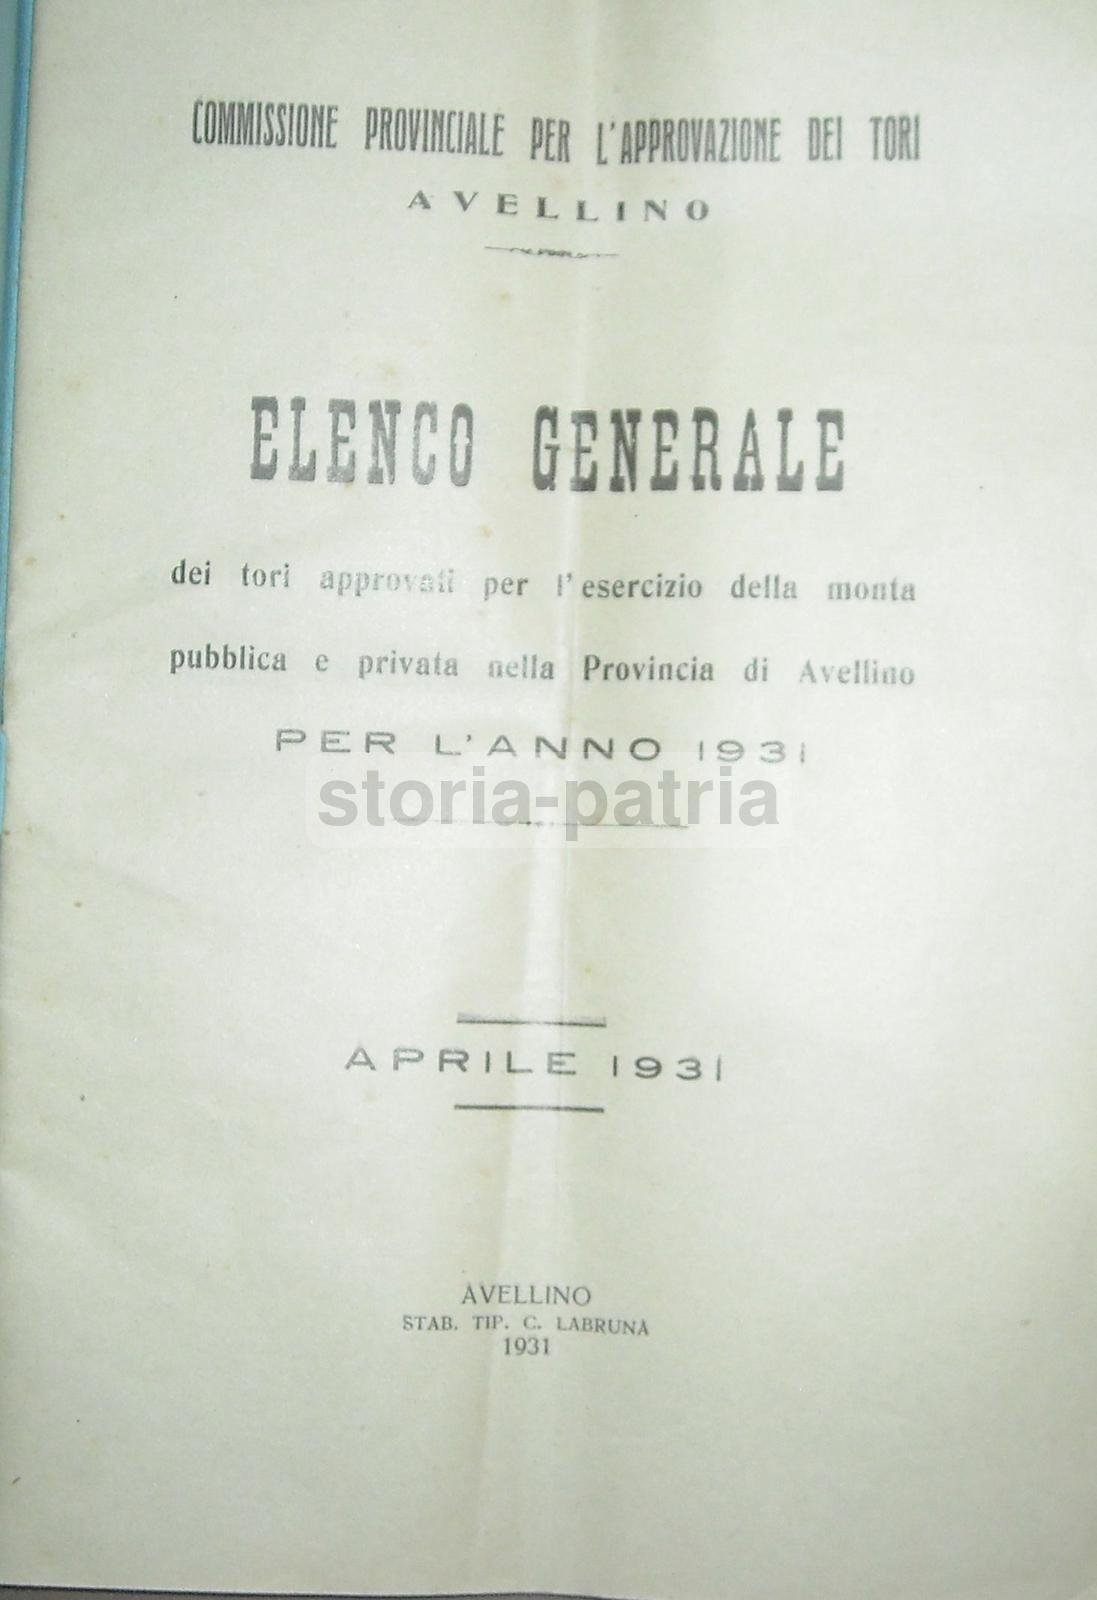 COMMISSIONE PROVINCIALE PER L'APPROVAZIONE DEI TORI
AVELLINO
ELENCO GENERALE
dei tori approvati per l'esercizio della monta
pubblica e privata nella Provincia di Avellino
PER L'ANNO 1931
storia-patria
APRILE 1931
AVELLINO
STAB. TIP. C. LABRUNA
1931